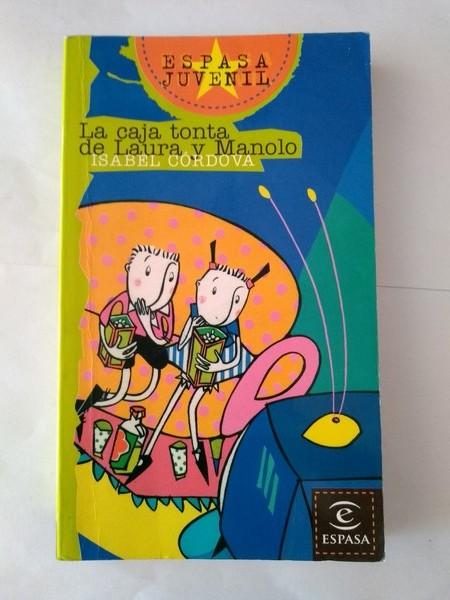 ESPASA
JUVENIL
La caja tonta
de Laura y Manolo
ISABEL CÓRDOVA
e
ESPASA